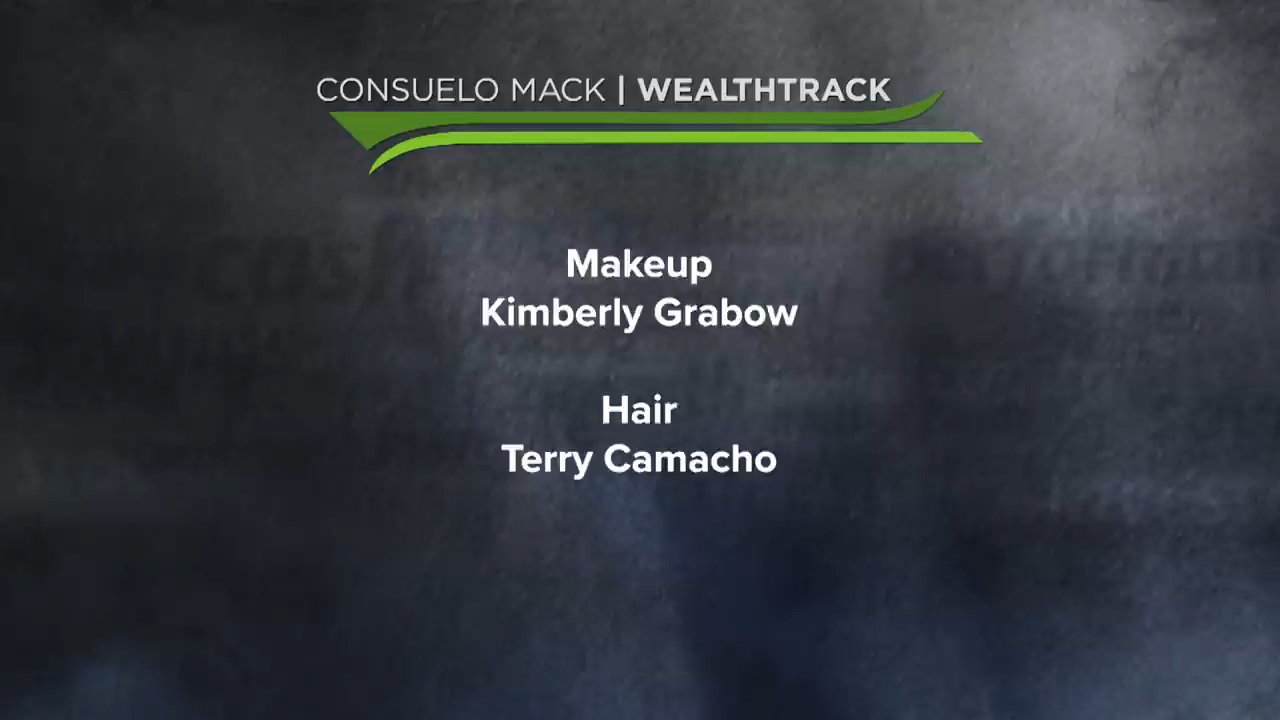 CONSUELO MACK | WEALTHTRACK
Makeup
Kimberly Grabow
Hair
Terry Camacho